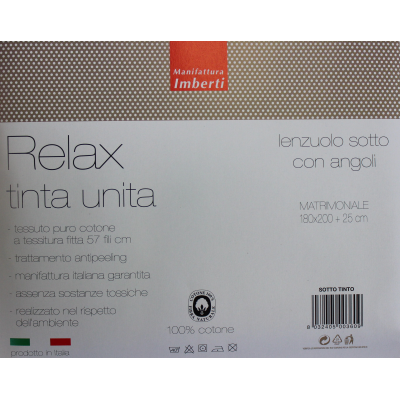 Manifattura
Imberti
Relax
tinta unita
lenzuolo sotto
con angoli
MATRIMONIALE
180x200 + 25 cm
• tessuto puro cotone
a tessitura fitta 57 fili cm
• trattamento antipeeling
• manifattura italiana garantita
• assenza sostanze tossiche
• realizzato nel rispetto
dell'ambiente
prodotto in Italia
100% cotone
SOTTO TINTO